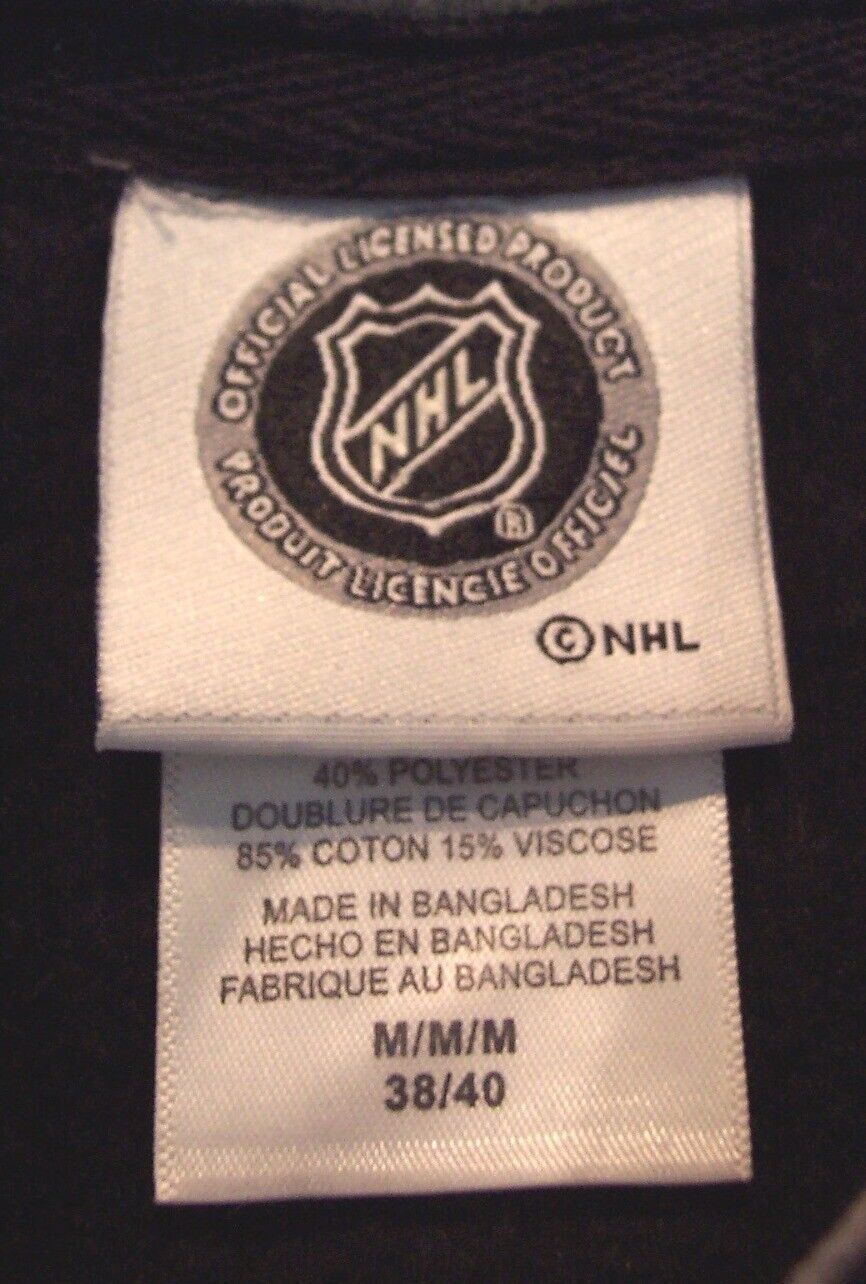 OFFICIAL LICENSED PRODUCT
NHL
®
PRODUIT LICENCIE OFFICIEL
©NHL
40% POLYESTER
DOUBLURE DE CAPUCHON
85% COTON 15% VISCOSE
MADE IN BANGLADESH
HECHO EN BANGLADESH
FABRIQUE AU BANGLADESH
M/M/M
38/40